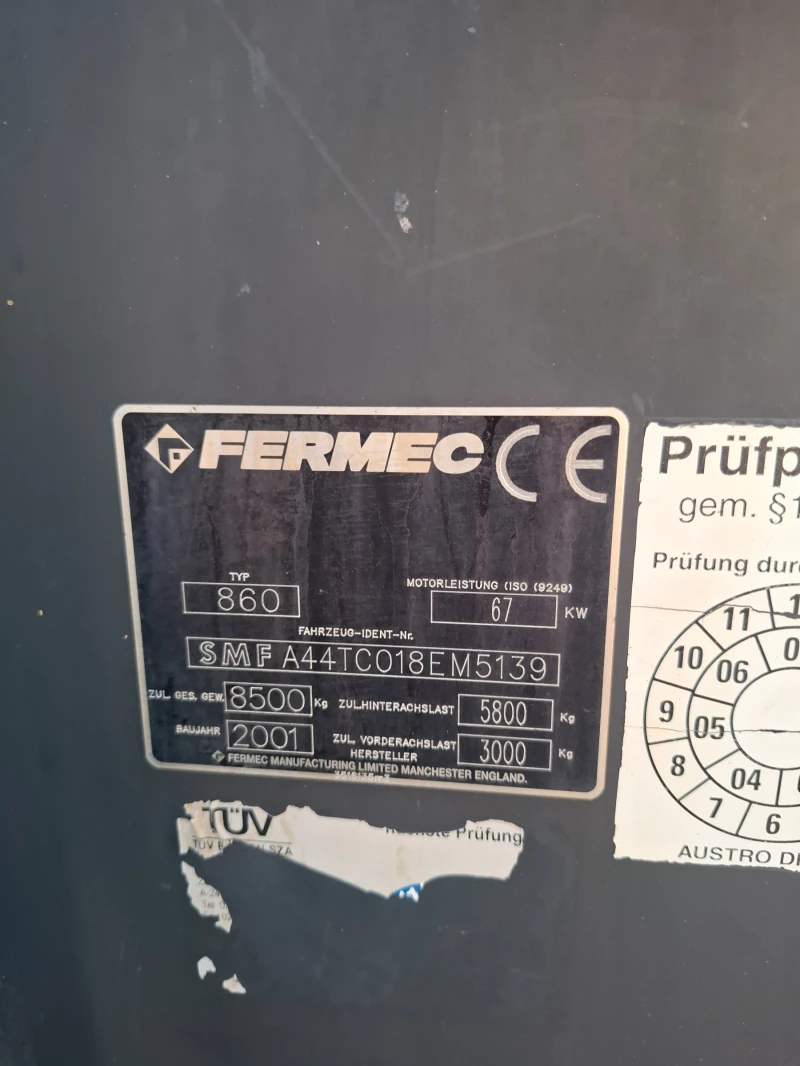 FERMEC CE
TYP
860
MOTORLEISTUNG (ISO (9249)
67 KW
FAHRZEUG-IDENT-Nr.
SMF A44TC018EM5139
ZUL. GES. GEW. 8500 Kg
ZUL.HINTERACHSLAST 5800 Kg
BAUJAHR 2001
ZUL. VORDERACHSLAST 3000 Kg
HERSTELLER
FERMEC MANUFACTURING LIMITED MANCHESTER ENGLAND.
Prüfp
gem. §1
Prüfung dur
11
10 06
9 05
8 04
7 6
AUSTRO D
TÜV
Prüfung